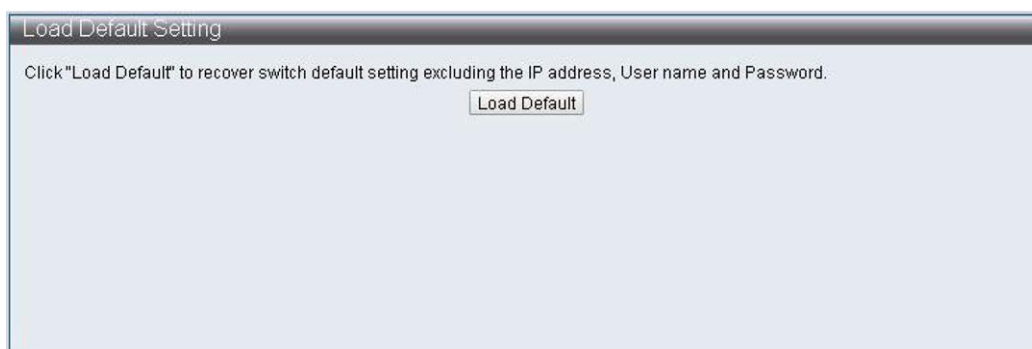 Load Default Setting
Click "Load Default" to recover switch default setting excluding the IP address, User name and Password.
Load Default